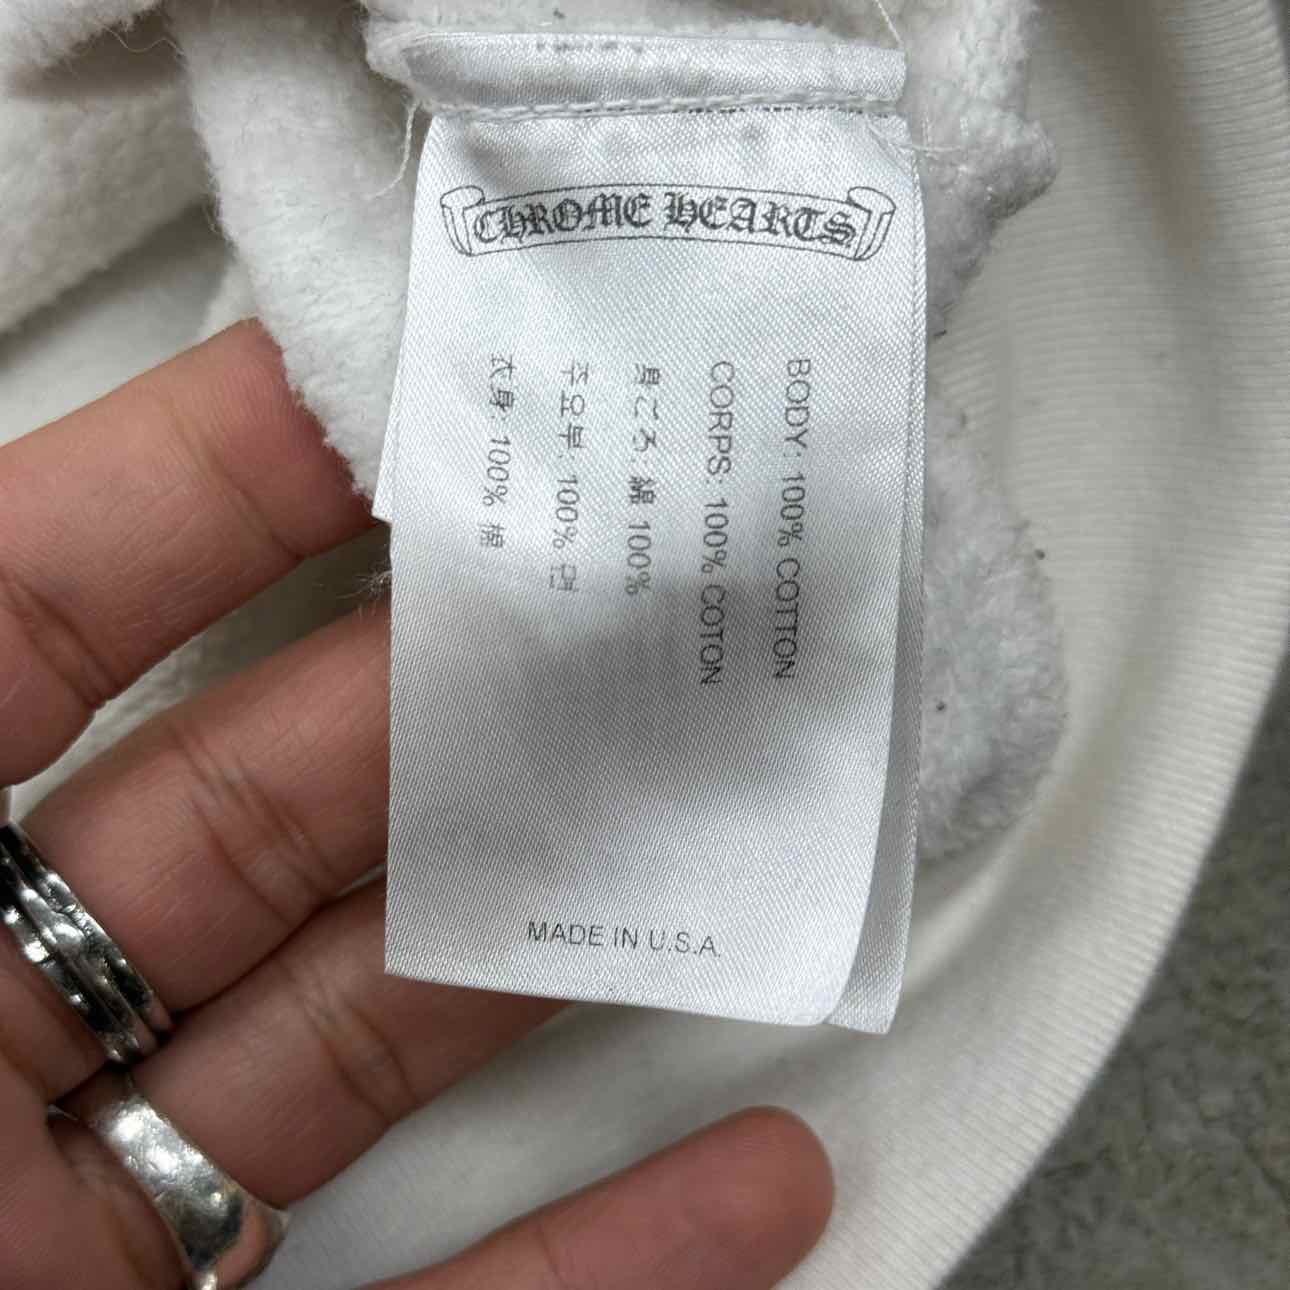 CHROME HEARTS
BODY: 100% COTTON
CORPS: 100% COTON
身ごろ: 綿 100%
주요부: 100% 면
衣身: 100% 棉
MADE IN U.S.A.